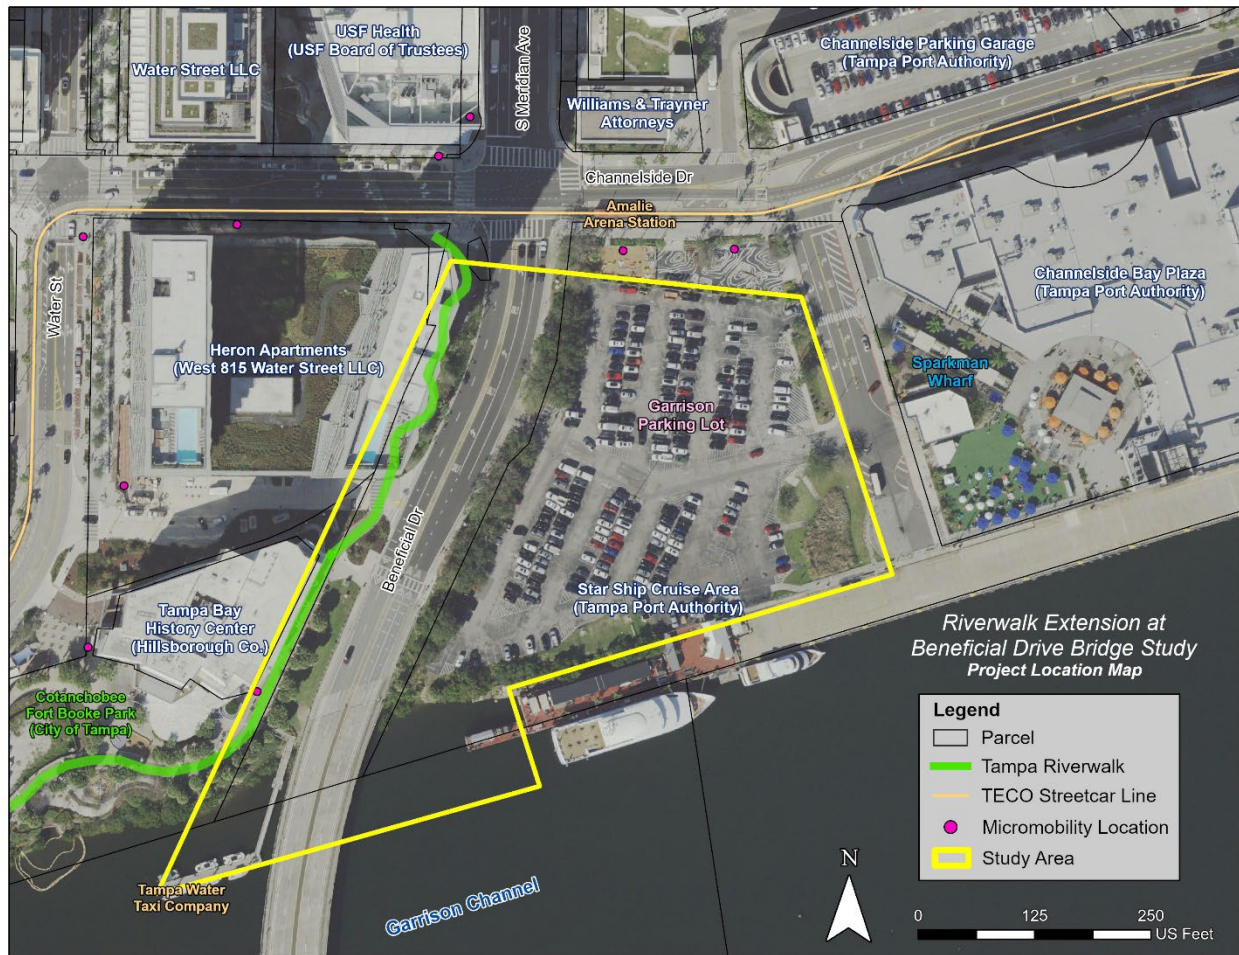 USF Health
(USF Board of Trustees)
Water Street LLC
S Meridian Ave
Channelside Parking Garage
(Tampa Port Authority)
Williams & Trayner
Attorneys
Channelside Dr
Amalie
Arena Station
Water St
Heron Apartments
(West 815 Water Street LLC)
Channelside Bay Plaza
(Tampa Port Authority)
Sparkman
Wharf
Garrison
Parking Lot
Beneficial Dr
Star Ship Cruise Area
(Tampa Port Authority)
Tampa Bay
History Center
(Hillsborough Co.)
Cotanchobee
Fort Booke Park
(City of Tampa)
Tampa Water
Taxi Company
Garrison Channel
Riverwalk Extension at
Beneficial Drive Bridge Study
Project Location Map
Legend
Parcel
Tampa Riverwalk
TECO Streetcar Line
Micromobility Location
Study Area
N
0 125 250
US Feet